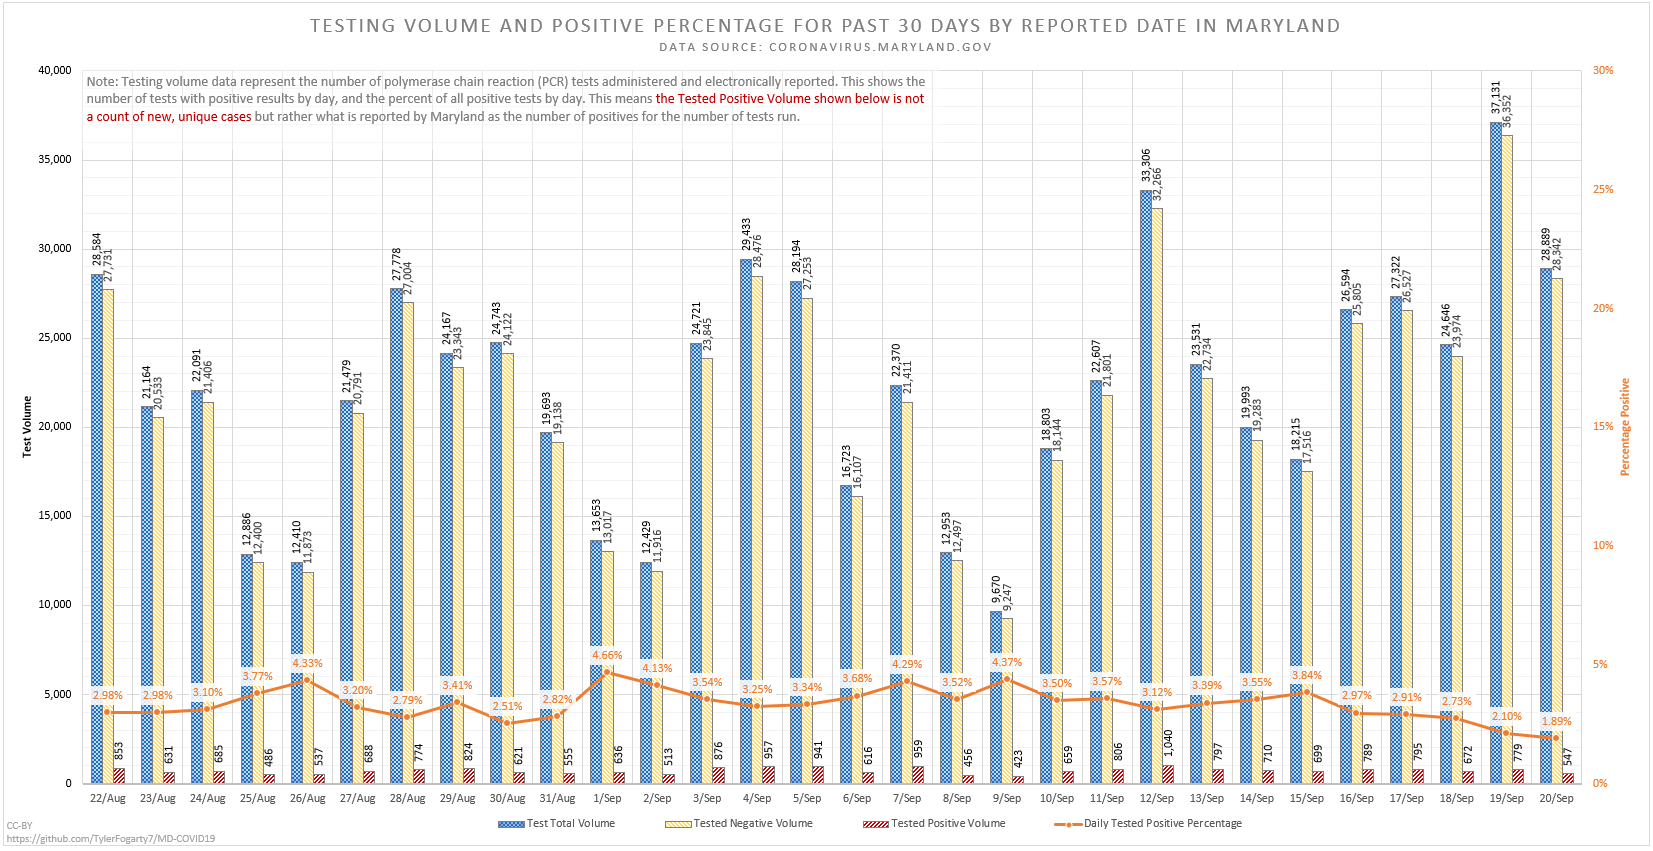 TESTING VOLUME AND POSITIVE PERCENTAGE FOR PAST 30 DAYS BY REPORTED DATE IN MARYLAND
DATA SOURCE: CORONAVIRUS.MARYLAND.GOV
Note: Testing volume data represent the number of polymerase chain reaction (PCR) tests administered and electronically reported. This shows the
number of tests with positive results by day, and the percent of all positive tests by day. This means the Tested Positive Volume shown below is not
a count of new, unique cases but rather what is reported by Maryland as the number of positives for the number of tests run.
Test Volume
40,000
35,000
30,000
25,000
20,000
15,000
10,000
5,000
0
Percentage Positive
30%
25%
20%
15%
10%
5%
0%
28,584 27,731 2.98% 853 22/Aug
21,164 20,533 2.98% 631 23/Aug
22,091 21,406 3.10% 685 24/Aug
12,886 12,400 3.77% 486 25/Aug
12,410 11,873 4.33% 537 26/Aug
21,479 20,791 3.20% 688 27/Aug
27,778 27,004 2.79% 774 28/Aug
24,167 23,343 3.41% 824 29/Aug
24,743 24,122 2.51% 621 30/Aug
19,693 19,138 2.82% 555 31/Aug
13,653 13,017 4.66% 636 1/Sep
12,429 11,916 4.13% 513 2/Sep
24,721 23,845 3.54% 876 3/Sep
29,433 28,476 3.25% 957 4/Sep
28,194 27,253 3.34% 941 5/Sep
16,723 16,107 3.68% 616 6/Sep
22,370 21,411 4.29% 959 7/Sep
12,953 12,497 3.52% 456 8/Sep
9,670 9,247 4.37% 423 9/Sep
18,803 18,144 3.50% 659 10/Sep
22,607 21,801 3.57% 806 11/Sep
33,306 32,266 3.12% 1,040 12/Sep
23,531 22,734 3.39% 797 13/Sep
19,993 19,283 3.55% 710 14/Sep
18,215 17,516 3.84% 699 15/Sep
26,594 25,805 2.97% 789 16/Sep
27,322 26,527 2.91% 795 17/Sep
24,646 23,974 2.73% 672 18/Sep
37,131 36,352 2.10% 779 19/Sep
28,889 28,342 1.89% 547 20/Sep
Test Total Volume
Tested Negative Volume
Tested Positive Volume
Daily Tested Positive Percentage
CC-BY
https://github.com/TylerFogarty7/MD-COVID19